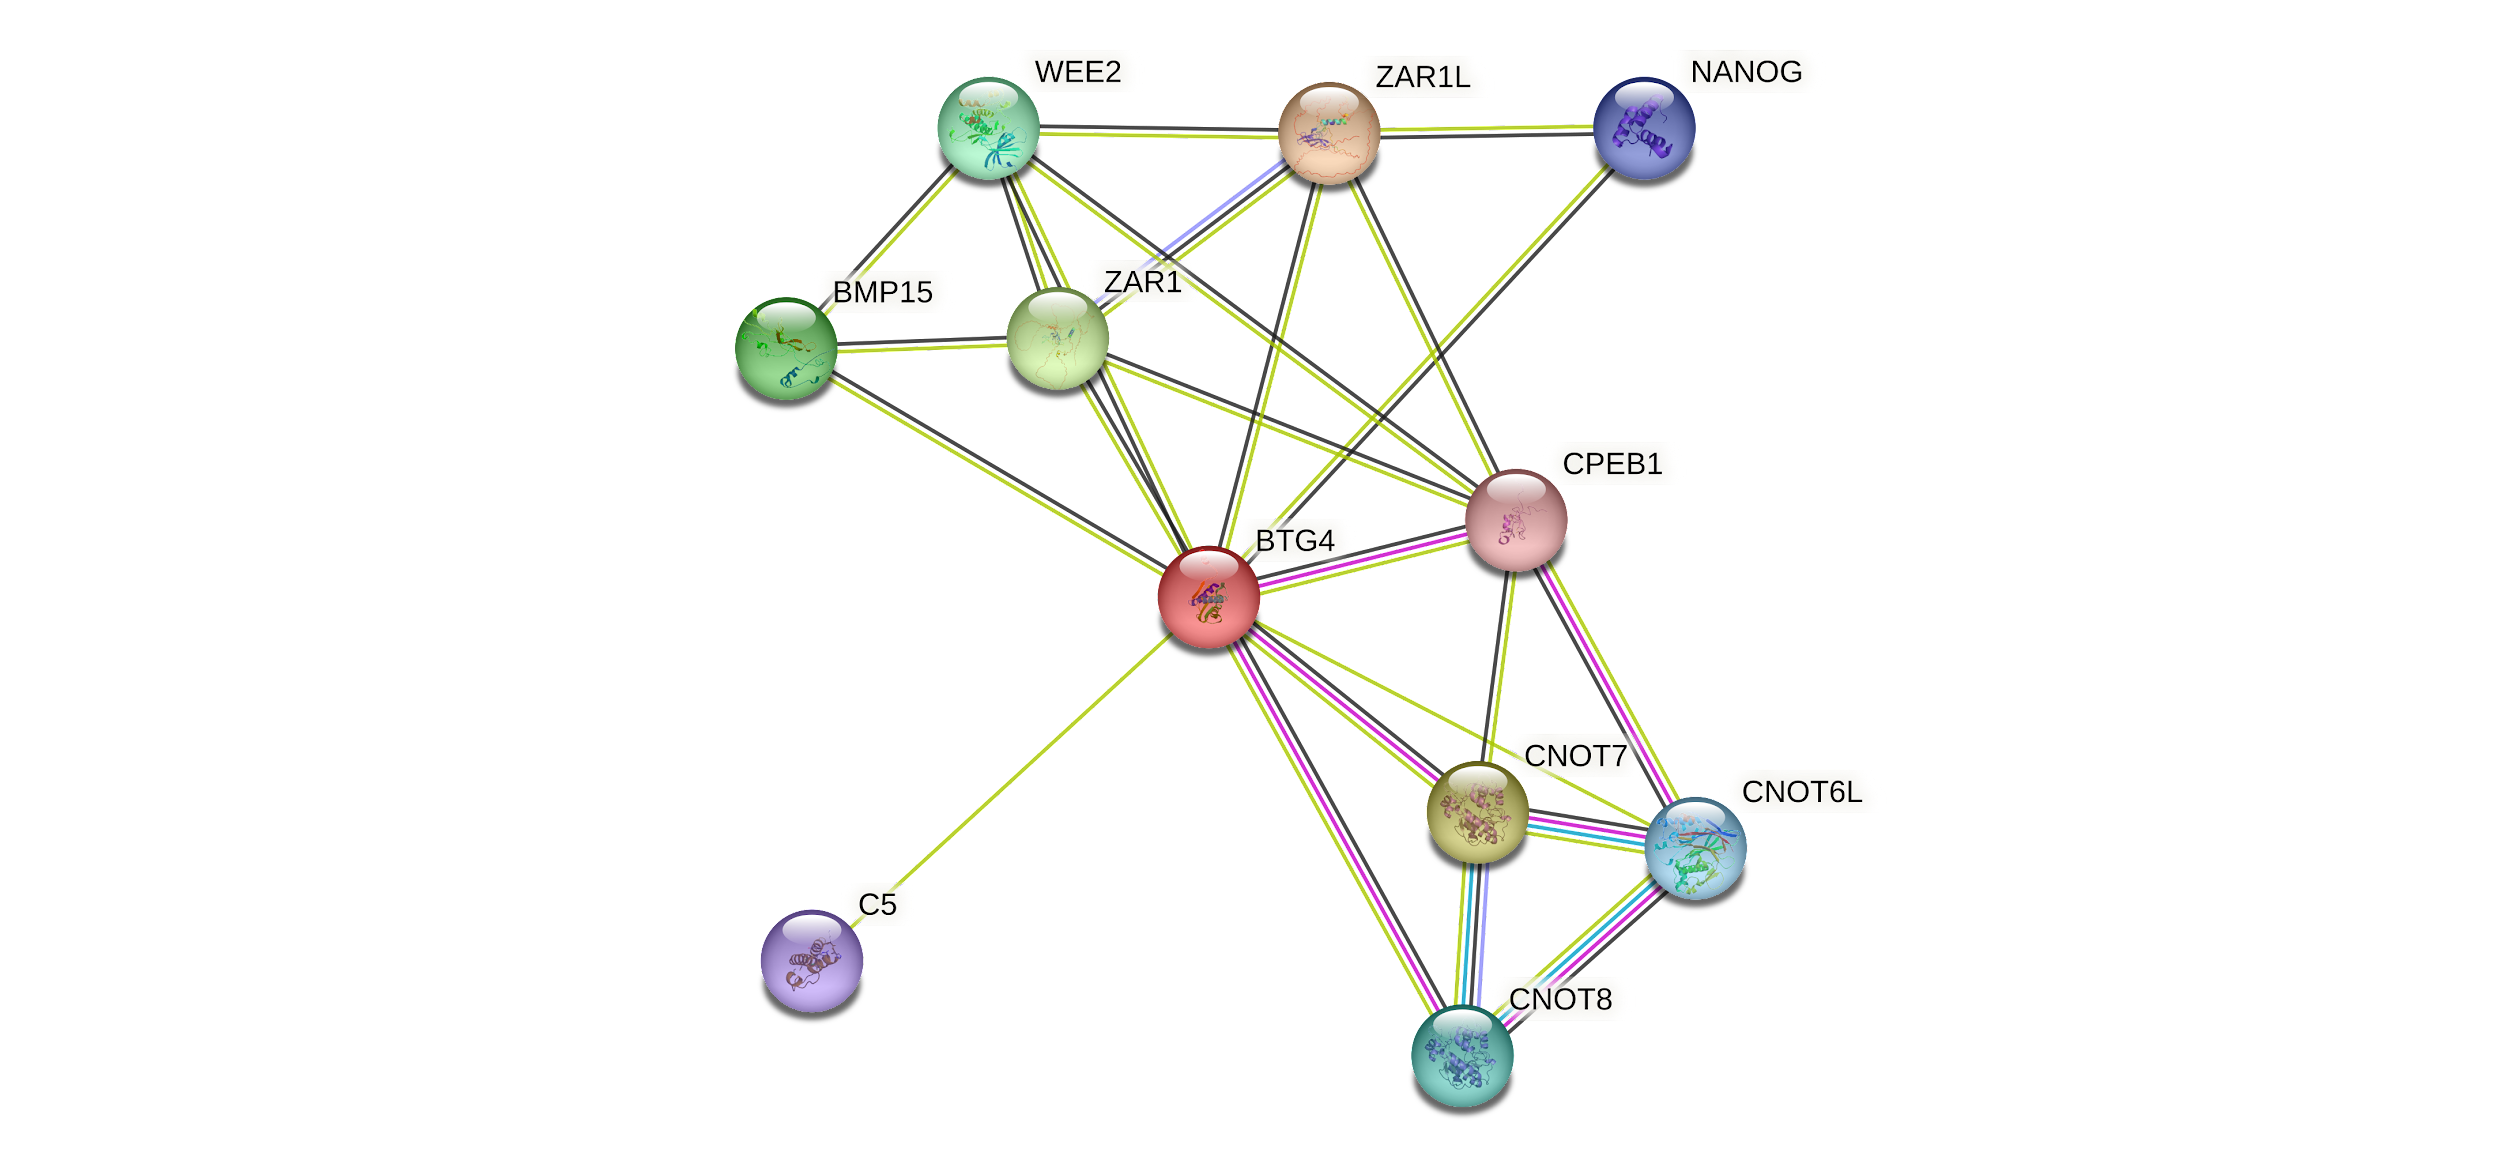 WEE2
ZAR1L
NANOG
BMP15
ZAR1
CPEB1
BTG4
CNOT7
CNOT6L
C5
CNOT8